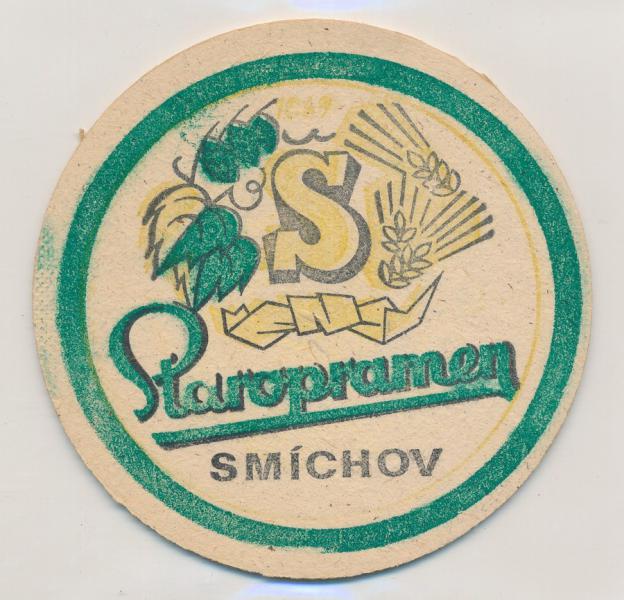 1869
S
Staropramen
SMÍCHOV